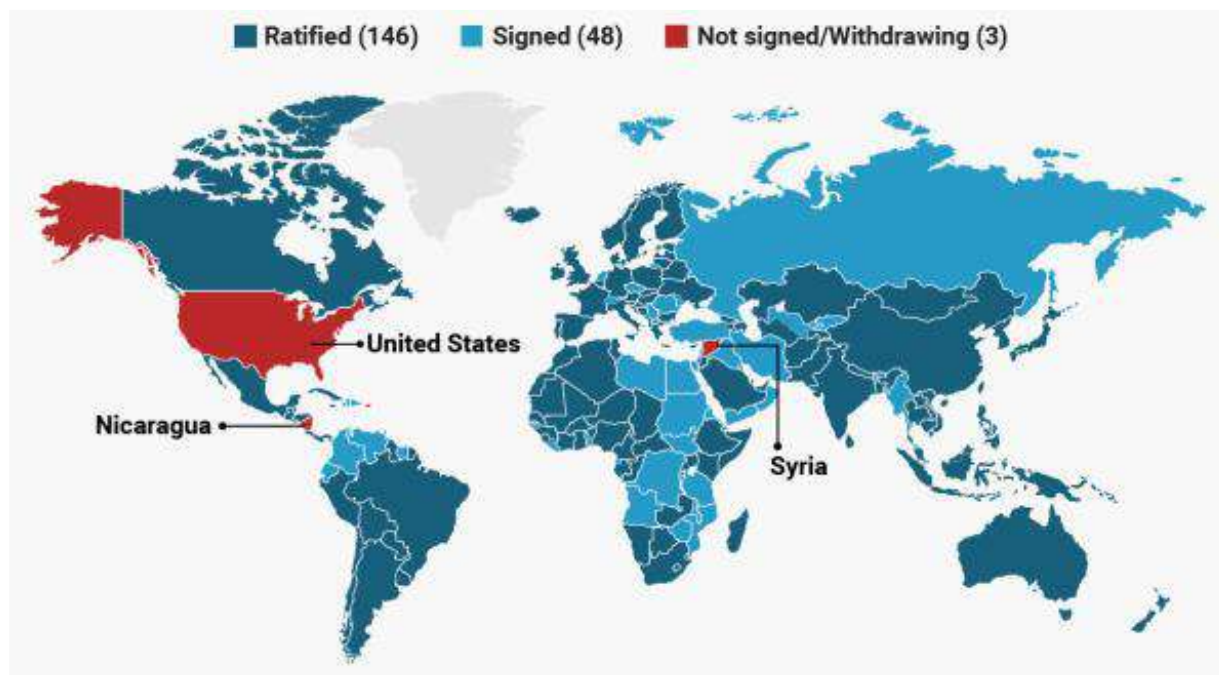 Ratified (146) Signed (48) Not signed/Withdrawing (3)
United States
Nicaragua
Syria